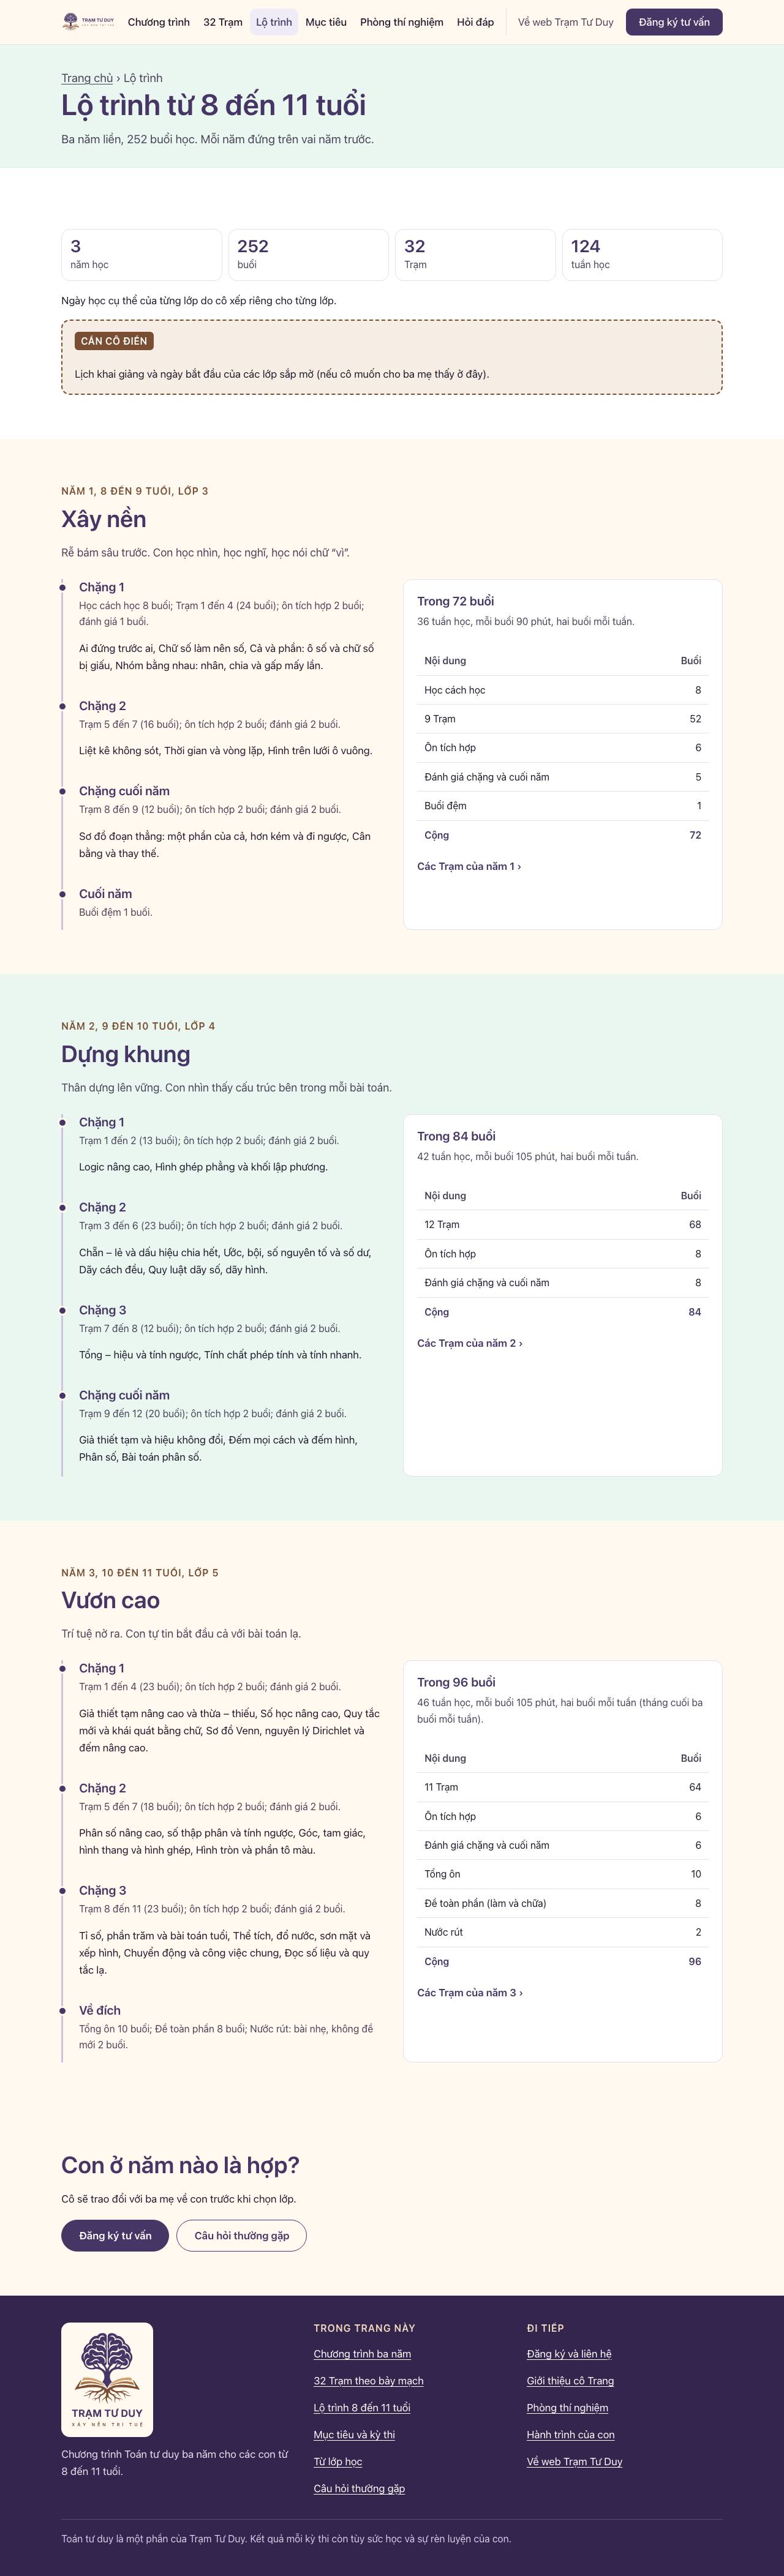 TRẠM TƯ DUY
XÂY NỀN TRÍ TUỆ
Chương trình
32 Trạm
Lộ trình
Mục tiêu
Phòng thí nghiệm
Hỏi đáp
Về web Trạm Tư Duy
Đăng ký tư vấn
Trang chủ › Lộ trình
Lộ trình từ 8 đến 11 tuổi
Ba năm liền, 252 buổi học. Mỗi năm đứng trên vai năm trước.
3
năm học
252
buổi
32
Trạm
124
tuần học
Ngày học cụ thể của từng lớp do cô xếp riêng cho từng lớp.
CẦN CÔ ĐIỀN
Lịch khai giảng và ngày bắt đầu của các lớp sắp mở (nếu cô muốn cho ba mẹ thấy ở đây).
NĂM 1, 8 ĐẾN 9 TUỔI, LỚP 3
Xây nền
Rễ bám sâu trước. Con học nhìn, học nghĩ, học nói chữ “vì”.
Chặng 1
Học cách học 8 buổi; Trạm 1 đến 4 (24 buổi); ôn tích hợp 2 buổi;
đánh giá 1 buổi.
Ai đứng trước ai, Chữ số làm nên số, Cả và phần: ô số và chữ số
bị giấu, Nhóm bằng nhau: nhân, chia và gấp mấy lần.
Chặng 2
Trạm 5 đến 7 (16 buổi); ôn tích hợp 2 buổi; đánh giá 2 buổi.
Liệt kê không sót, Thời gian và vòng lặp, Hình trên lưới ô vuông.
Chặng cuối năm
Trạm 8 đến 9 (12 buổi); ôn tích hợp 2 buổi; đánh giá 2 buổi.
Sơ đồ đoạn thẳng: một phần của cả, hơn kém và đi ngược, Cân
bằng và thay thế.
Cuối năm
Buổi đệm 1 buổi.
Trong 72 buổi
36 tuần học, mỗi buổi 90 phút, hai buổi mỗi tuần.
Nội dung Buổi
Học cách học 8
9 Trạm 52
Ôn tích hợp 6
Đánh giá chặng và cuối năm 5
Buổi đệm 1
Cộng 72
Các Trạm của năm 1 ›
NĂM 2, 9 ĐẾN 10 TUỔI, LỚP 4
Dựng khung
Thân dựng lên vững. Con nhìn thấy cấu trúc bên trong mỗi bài toán.
Chặng 1
Trạm 1 đến 2 (13 buổi); ôn tích hợp 2 buổi; đánh giá 2 buổi.
Logic nâng cao, Hình ghép phẳng và khối lập phương.
Chặng 2
Trạm 3 đến 6 (23 buổi); ôn tích hợp 2 buổi; đánh giá 2 buổi.
Chẵn – lẻ và dấu hiệu chia hết, Ước, bội, số nguyên tố và số dư,
Dãy cách đều, Quy luật dãy số, dãy hình.
Chặng 3
Trạm 7 đến 8 (12 buổi); ôn tích hợp 2 buổi; đánh giá 2 buổi.
Tổng – hiệu và tính ngược, Tính chất phép tính và tính nhanh.
Chặng cuối năm
Trạm 9 đến 12 (20 buổi); ôn tích hợp 2 buổi; đánh giá 2 buổi.
Giả thiết tạm và hiệu không đổi, Đếm mọi cách và đếm hình,
Phân số, Bài toán phân số.
Trong 84 buổi
42 tuần học, mỗi buổi 105 phút, hai buổi mỗi tuần.
Nội dung Buổi
12 Trạm 68
Ôn tích hợp 8
Đánh giá chặng và cuối năm 8
Cộng 84
Các Trạm của năm 2 ›
NĂM 3, 10 ĐẾN 11 TUỔI, LỚP 5
Vươn cao
Trí tuệ nở ra. Con tự tin bắt đầu cả với bài toán lạ.
Chặng 1
Trạm 1 đến 4 (23 buổi); ôn tích hợp 2 buổi; đánh giá 2 buổi.
Giả thiết tạm nâng cao và thừa – thiếu, Số học nâng cao, Quy tắc
mới và khái quát bằng chữ, Sơ đồ Venn, nguyên lý Dirichlet và
đếm nâng cao.
Chặng 2
Trạm 5 đến 7 (18 buổi); ôn tích hợp 2 buổi; đánh giá 2 buổi.
Phân số nâng cao, số thập phân và tính ngược, Góc, tam giác,
hình thang và hình ghép, Hình tròn và phần tô màu.
Chặng 3
Trạm 8 đến 11 (23 buổi); ôn tích hợp 2 buổi; đánh giá 2 buổi.
Tỉ số, phần trăm và bài toán tuổi, Thể tích, đổ nước, sơn mặt và
xếp hình, Chuyển động và công việc chung, Đọc số liệu và quy
tắc lạ.
Về đích
Tổng ôn 10 buổi; Đề toàn phần 8 buổi; Nước rút: bài nhẹ, không đề
mới 2 buổi.
Trong 96 buổi
46 tuần học, mỗi buổi 105 phút, hai buổi mỗi tuần (tháng cuối ba
buổi mỗi tuần).
Nội dung Buổi
11 Trạm 64
Ôn tích hợp 6
Đánh giá chặng và cuối năm 6
Tổng ôn 10
Đề toàn phần (làm và chữa) 8
Nước rút 2
Cộng 96
Các Trạm của năm 3 ›
Con ở năm nào là hợp?
Cô sẽ trao đổi với ba mẹ về con trước khi chọn lớp.
Đăng ký tư vấn
Câu hỏi thường gặp
TRẠM TƯ DUY
XÂY NỀN TRÍ TUỆ
Chương trình Toán tư duy ba năm cho các con từ
8 đến 11 tuổi.
TRONG TRANG NÀY
Chương trình ba năm
32 Trạm theo bảy mạch
Lộ trình 8 đến 11 tuổi
Mục tiêu và kỳ thi
Từ lớp học
Câu hỏi thường gặp
ĐI TIẾP
Đăng ký và liên hệ
Giới thiệu cô Trang
Phòng thí nghiệm
Hành trình của con
Về web Trạm Tư Duy
Toán tư duy là một phần của Trạm Tư Duy. Kết quả mỗi kỳ thi còn tùy sức học và sự rèn luyện của con.